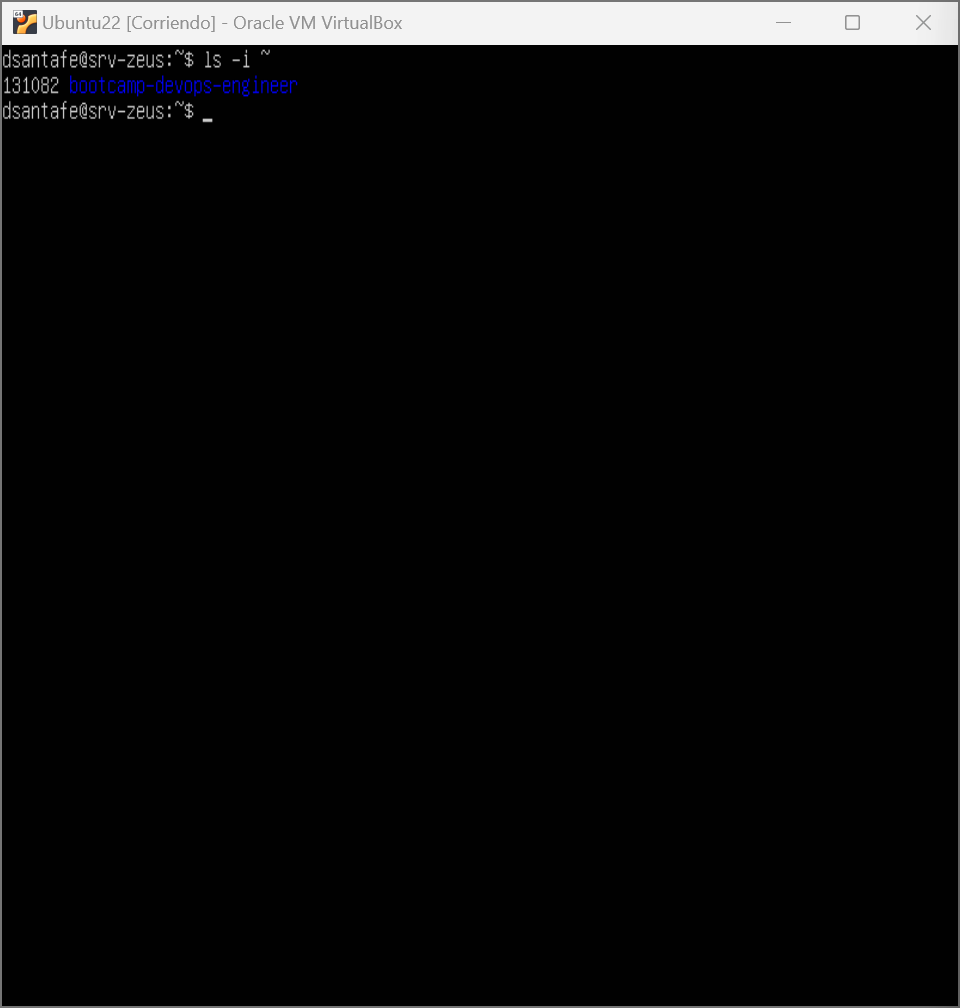 Ubuntu22 [Corriendo] - Oracle VM VirtualBox
dsantafe@srv-zeus:~$ ls -i ~
131082 bootcamp-devops-engineer
dsantafe@srv-zeus:~$ _